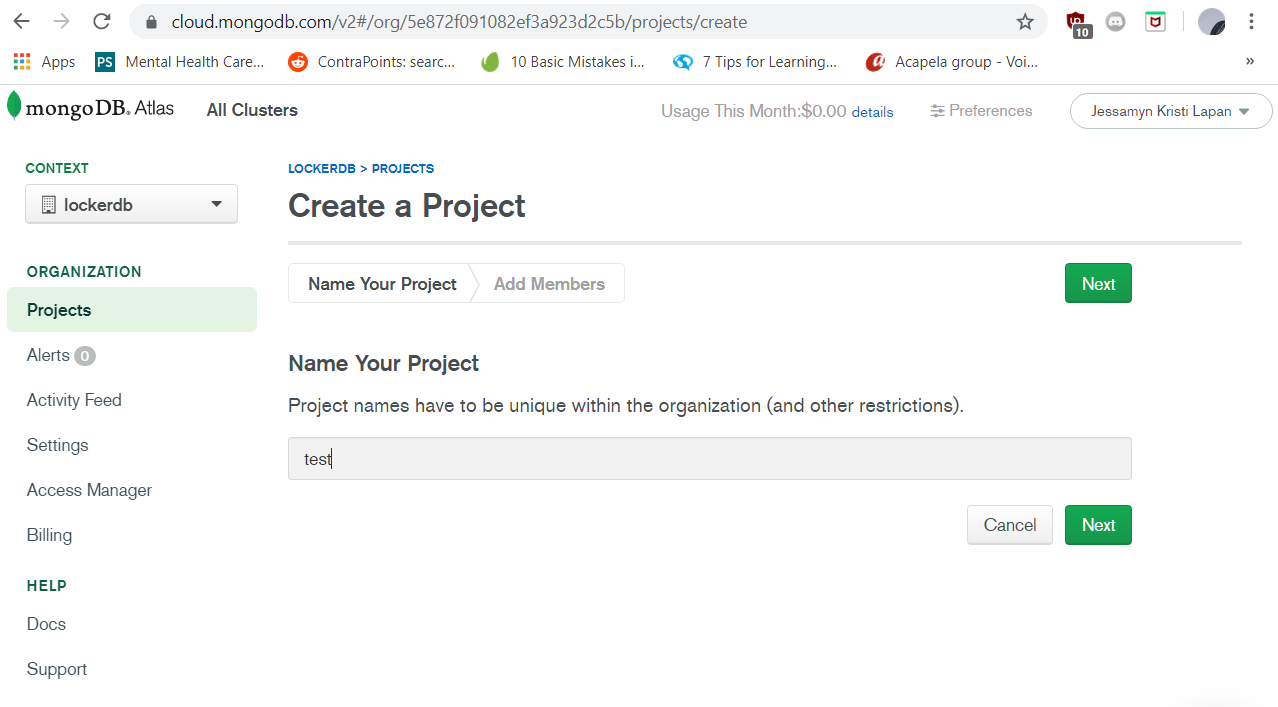 cloud.mongodb.com/v2#/org/5e872f091082ef3a923d2c5b/projects/create
10
Apps PS Mental Health Care... ContraPoints: searc... 10 Basic Mistakes i... 7 Tips for Learning... Acapela group - Voi... »
mongoDB. Atlas All Clusters Usage This Month:$0.00 details Preferences Jessamyn Kristi Lapan
CONTEXT
lockerdb
ORGANIZATION
Projects
Alerts 0
Activity Feed
Settings
Access Manager
Billing
HELP
Docs
Support
LOCKERDB > PROJECTS
Create a Project
Name Your Project Add Members Next
Name Your Project
Project names have to be unique within the organization (and other restrictions).
test
Cancel Next